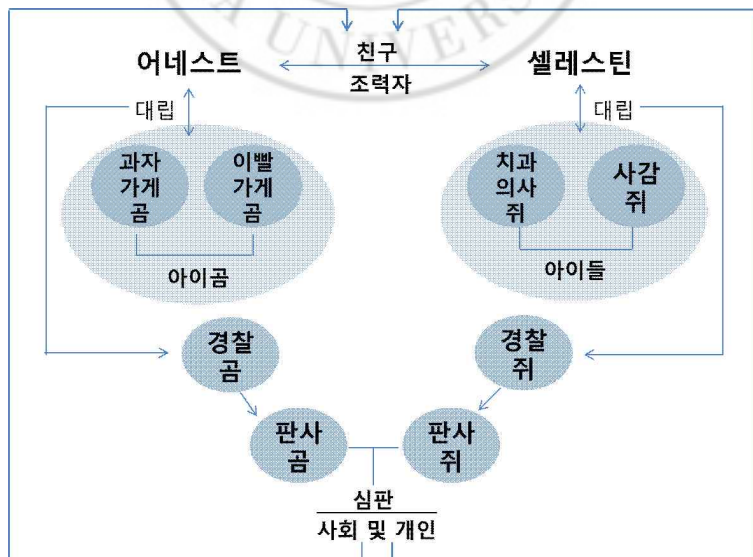 A UNIVER
친구
어네스트
셀레스틴
조력자
대립
대립
과자
가게
곰
이빨
가게
곰
치과
의사
쥐
사감
쥐
아이곰
아이들
경찰
곰
경찰
쥐
판사
곰
판사
쥐
심판
사회 및 개인